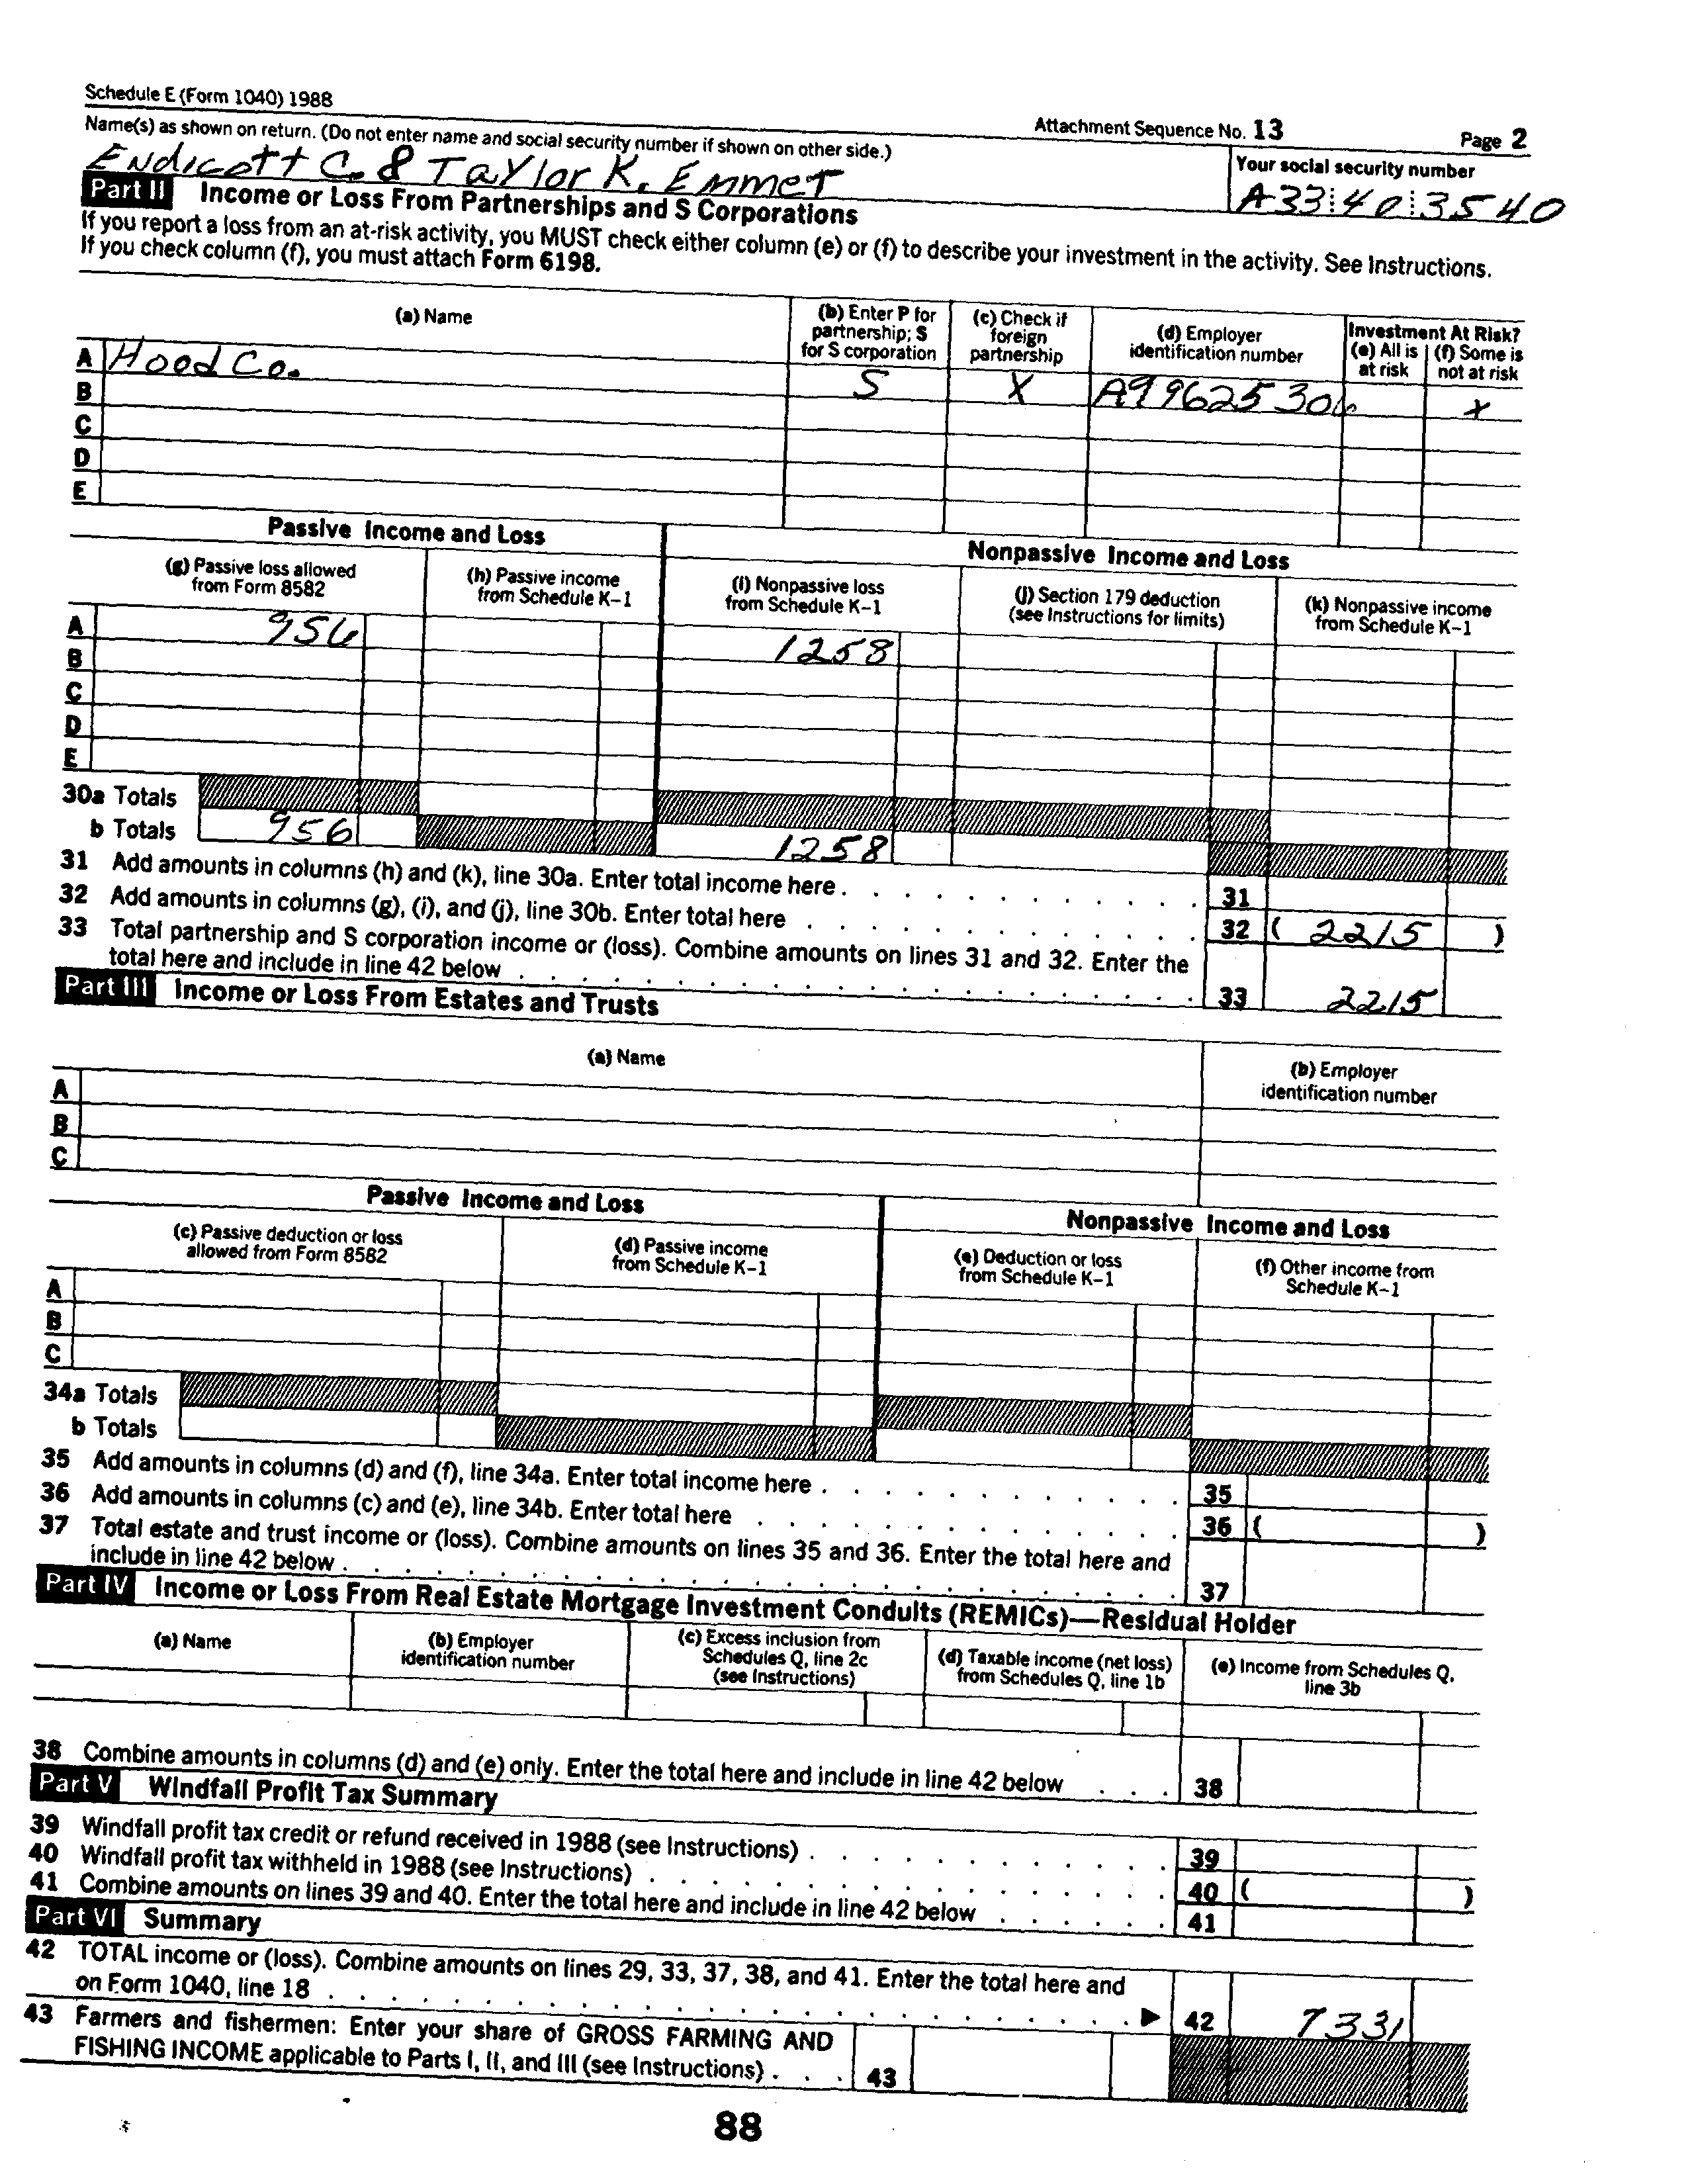 Schedule E (Form 1040) 1988
Attachment Sequence No. 13
Page 2
Name(s) as shown on return. (Do not enter name and social security number if shown on other side.)
Your social security number
Endicott C. & Taylor K. Emmet
A33 40 3540
Part II Income or Loss From Partnerships and S Corporations
If you report a loss from an at-risk activity, you MUST check either column (e) or (f) to describe your investment in the activity. See Instructions.
If you check column (f), you must attach Form 6198.
(a) Name
(b) Enter P for partnership; S for S corporation
(c) Check if foreign partnership
(d) Employer identification number
Investment At Risk?
(e) All is at risk
(f) Some is not at risk
A Hood Co. S X A99625306 x
B
C
D
E
Passive Income and Loss
Nonpassive Income and Loss
(g) Passive loss allowed from Form 8582
(h) Passive income from Schedule K–1
(i) Nonpassive loss from Schedule K–1
(j) Section 179 deduction (see Instructions for limits)
(k) Nonpassive income from Schedule K–1
A 956 1258
B
C
D
E
30a Totals
b Totals 956 1258
31 Add amounts in columns (h) and (k), line 30a. Enter total income here . . . 31
32 Add amounts in columns (g), (i), and (j), line 30b. Enter total here . . . 32 ( 2215 )
33 Total partnership and S corporation income or (loss). Combine amounts on lines 31 and 32. Enter the
total here and include in line 42 below . . . 33 2215
Part III Income or Loss From Estates and Trusts
(a) Name
(b) Employer identification number
A
B
C
Passive Income and Loss
Nonpassive Income and Loss
(c) Passive deduction or loss allowed from Form 8582
(d) Passive income from Schedule K–1
(e) Deduction or loss from Schedule K–1
(f) Other income from Schedule K–1
A
B
C
34a Totals
b Totals
35 Add amounts in columns (d) and (f), line 34a. Enter total income here . . . 35
36 Add amounts in columns (c) and (e), line 34b. Enter total here . . . 36 ( )
37 Total estate and trust income or (loss). Combine amounts on lines 35 and 36. Enter the total here and
include in line 42 below . . . 37
Part IV Income or Loss From Real Estate Mortgage Investment Conduits (REMICs)—Residual Holder
(a) Name
(b) Employer identification number
(c) Excess inclusion from Schedules Q, line 2c (see Instructions)
(d) Taxable income (net loss) from Schedules Q, line 1b
(e) Income from Schedules Q, line 3b
38 Combine amounts in columns (d) and (e) only. Enter the total here and include in line 42 below . . . 38
Part V Windfall Profit Tax Summary
39 Windfall profit tax credit or refund received in 1988 (see Instructions) . . . 39
40 Windfall profit tax withheld in 1988 (see Instructions) . . . 40 ( )
41 Combine amounts on lines 39 and 40. Enter the total here and include in line 42 below . . . 41
Part VI Summary
42 TOTAL income or (loss). Combine amounts on lines 29, 33, 37, 38, and 41. Enter the total here and
on Form 1040, line 18 . . . ▶ 42 7331
43 Farmers and fishermen: Enter your share of GROSS FARMING AND
FISHING INCOME applicable to Parts I, II, and III (see Instructions) . . . 43
88